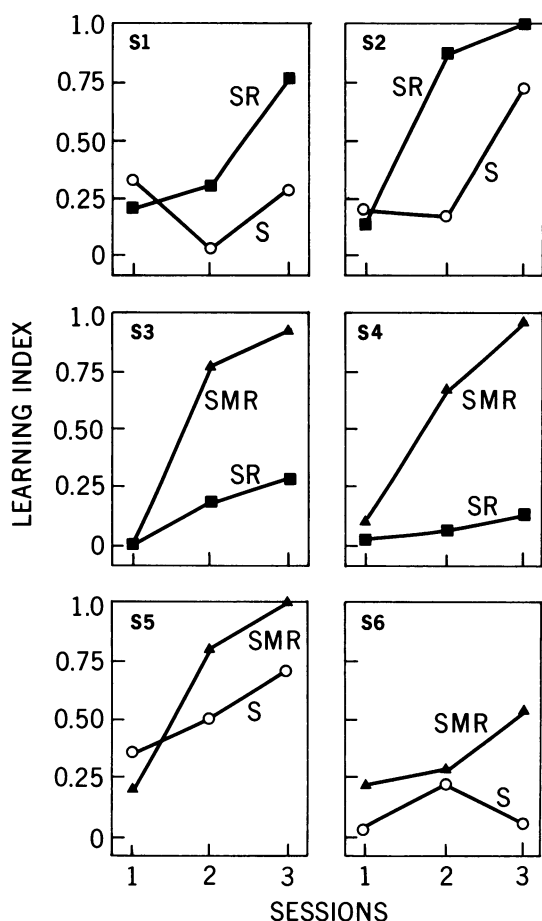 S1
1.0
0.75
0.50
0.25
0
SR
S
S2
SR
S
S3
1.0
0.75
0.50
0.25
0
SMR
SR
S4
SMR
SR
S5
1.0
0.75
0.50
0.25
0
SMR
S
S6
SMR
S
1 2 3
1 2 3
LEARNING INDEX
SESSIONS